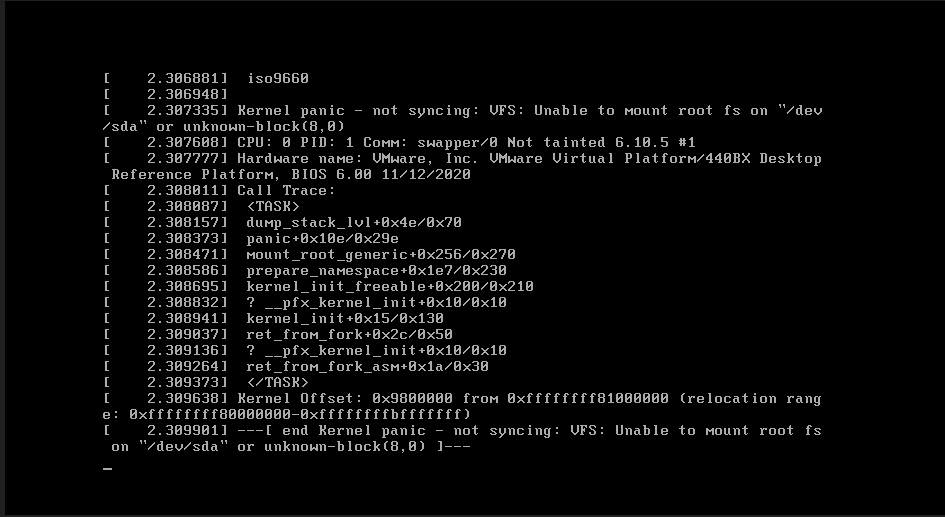 [    2.306881]  iso9660
[    2.306948]
[    2.307335] Kernel panic - not syncing: VFS: Unable to mount root fs on "/dev
/sda" or unknown-block(8,0)
[    2.307608] CPU: 0 PID: 1 Comm: swapper/0 Not tainted 6.10.5 #1
[    2.307777] Hardware name: VMware, Inc. VMware Virtual Platform/440BX Desktop
 Reference Platform, BIOS 6.00 11/12/2020
[    2.308011] Call Trace:
[    2.308087]  <TASK>
[    2.308157]  dump_stack_lvl+0x4e/0x70
[    2.308373]  panic+0x10e/0x29e
[    2.308471]  mount_root_generic+0x256/0x270
[    2.308586]  prepare_namespace+0x1e7/0x230
[    2.308695]  kernel_init_freeable+0x200/0x210
[    2.308832]  ? __pfx_kernel_init+0x10/0x10
[    2.308941]  kernel_init+0x15/0x130
[    2.309037]  ret_from_fork+0x2c/0x50
[    2.309136]  ? __pfx_kernel_init+0x10/0x10
[    2.309264]  ret_from_fork_asm+0x1a/0x30
[    2.309373]  </TASK>
[    2.309638] Kernel Offset: 0x9800000 from 0xffffffff81000000 (relocation rang
e: 0xffffffff80000000-0xffffffffbfffffff)
[    2.309901] ---[ end Kernel panic - not syncing: VFS: Unable to mount root fs
 on "/dev/sda" or unknown-block(8,0) ]---
_